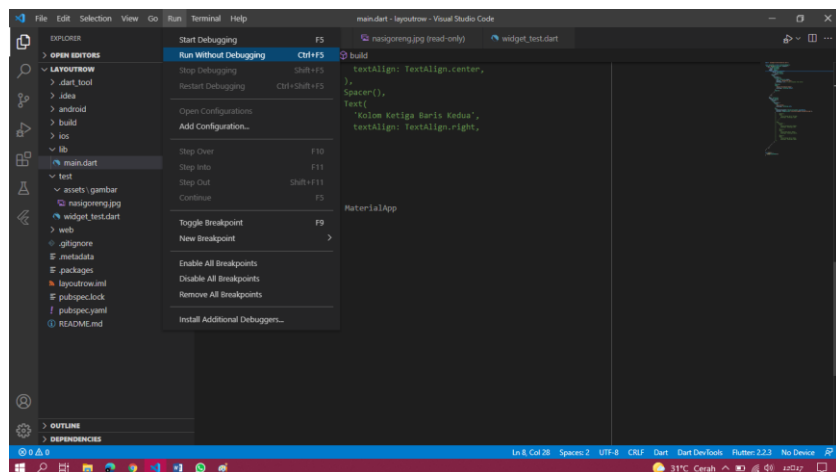 File Edit Selection View Go Run Terminal Help main.dart - layoutrow - Visual Studio Code
EXPLORER
nasigoreng.jpg (read-only) widget_test.dart
OPEN EDITORS
build
LAYOUTROW
.dart_tool
.idea
android
build
ios
lib
main.dart
test
assets \ gambar
nasigoreng.jpg
widget_test.dart
web
.gitignore
.metadata
.packages
layoutrow.iml
pubspec.lock
pubspec.yaml
README.md
OUTLINE
DEPENDENCIES
Start Debugging F5
Run Without Debugging Ctrl+F5
Stop Debugging Shift+F5
Restart Debugging Ctrl+Shift+F5
Open Configurations
Add Configuration...
Step Over F10
Step Into F11
Step Out Shift+F11
Continue F5
Toggle Breakpoint F9
New Breakpoint
Enable All Breakpoints
Disable All Breakpoints
Remove All Breakpoints
Install Additional Debuggers...
textAlign: TextAlign.center,
),
Spacer(),
Text(
'Kolom Ketiga Baris Kedua',
textAlign: TextAlign.right,
MaterialApp
0 0 Ln 8, Col 28 Spaces: 2 UTF-8 CRLF Dart Dart DevTools Flutter: 2.2.3 No Device
31°C Cerah